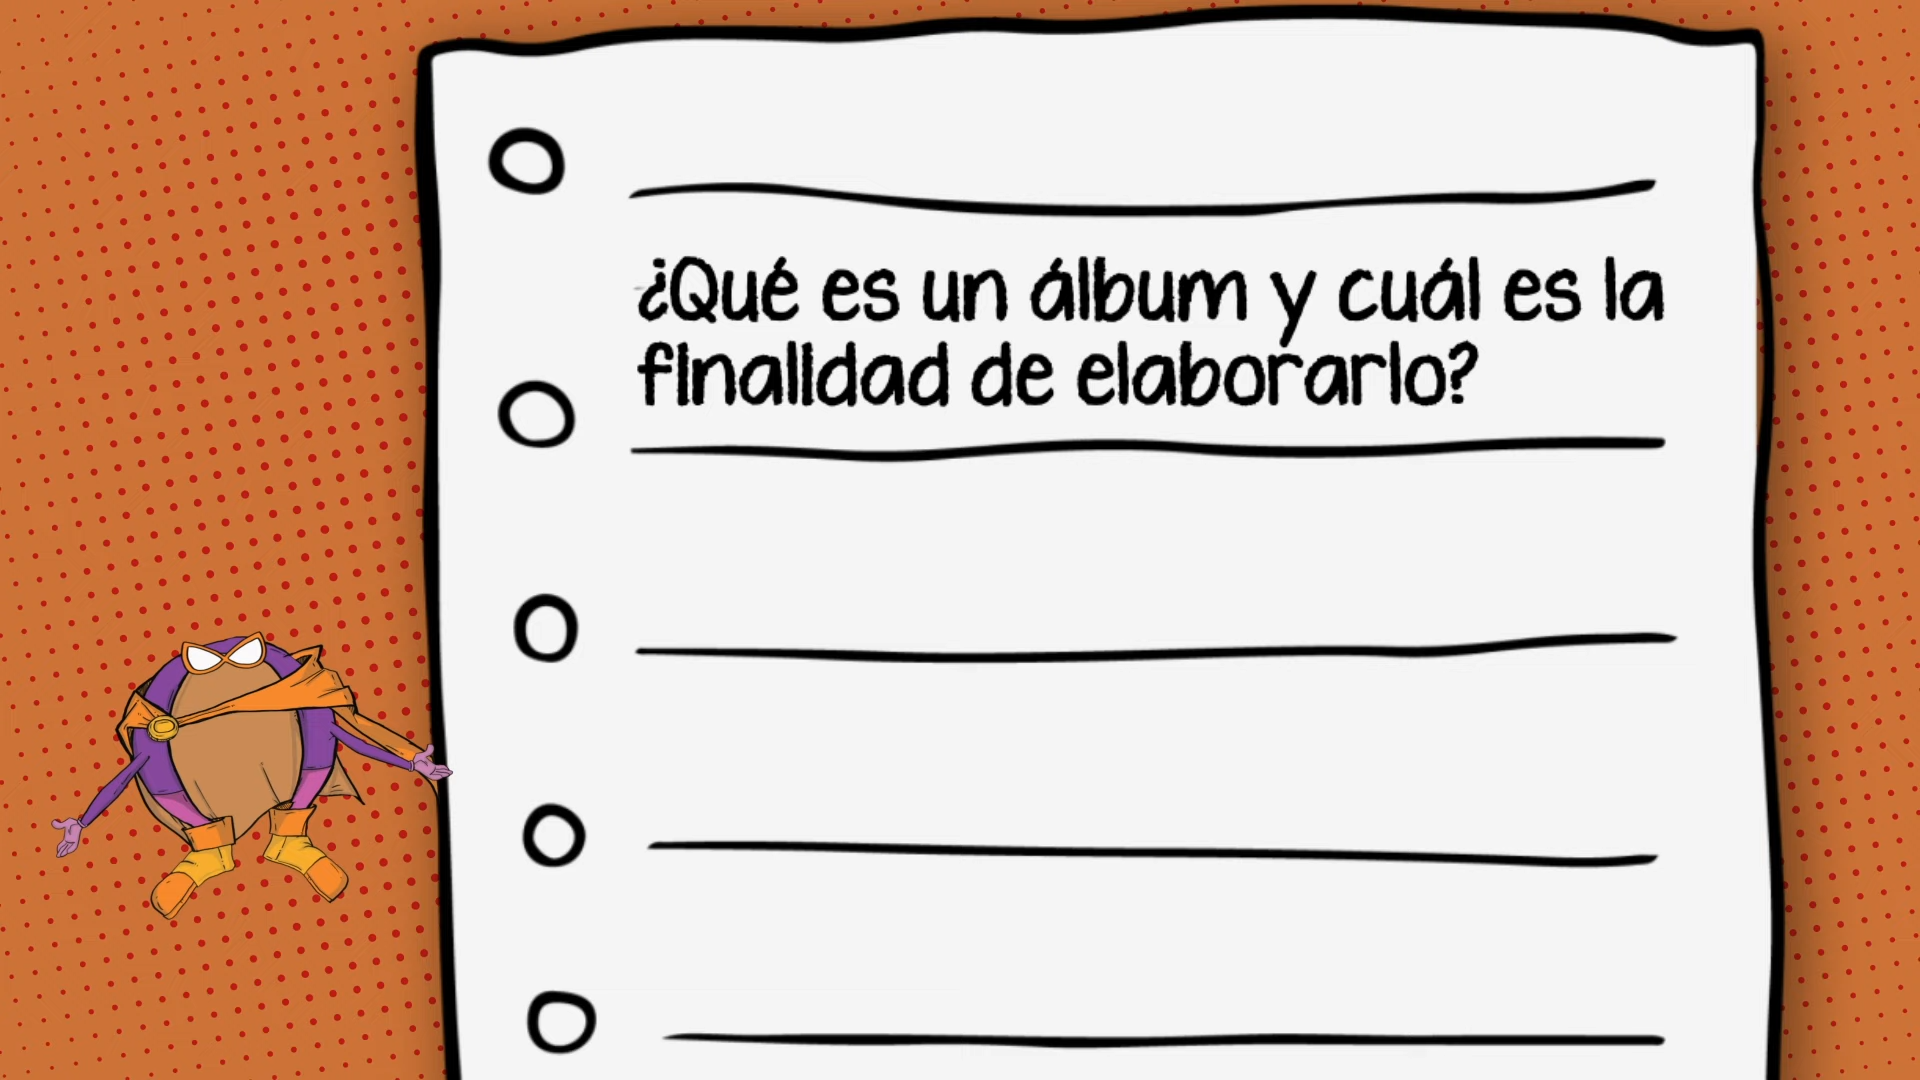 ¿Qué es un álbum y cuál es la
finalidad de elaborarlo?